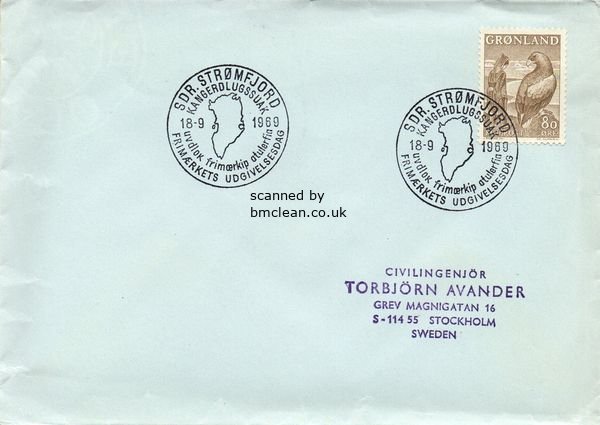 GRØNLAND
80
ØRE
SDR. STRØMFJORD
KANGERDLUGSSUAK
18-9 1969
uvdlok frimærkip atulerfia
FRIMÆRKETS UDGIVELSESDAG
SDR. STRØMFJORD
KANGERDLUGSSUAK
18-9 1969
uvdlok frimærkip atulerfia
FRIMÆRKETS UDGIVELSESDAG
scanned by
bmclean.co.uk
CIVILINGENJÖR
TORBJÖRN AVANDER
GREV MAGNIGATAN 16
S-114 55 STOCKHOLM
SWEDEN